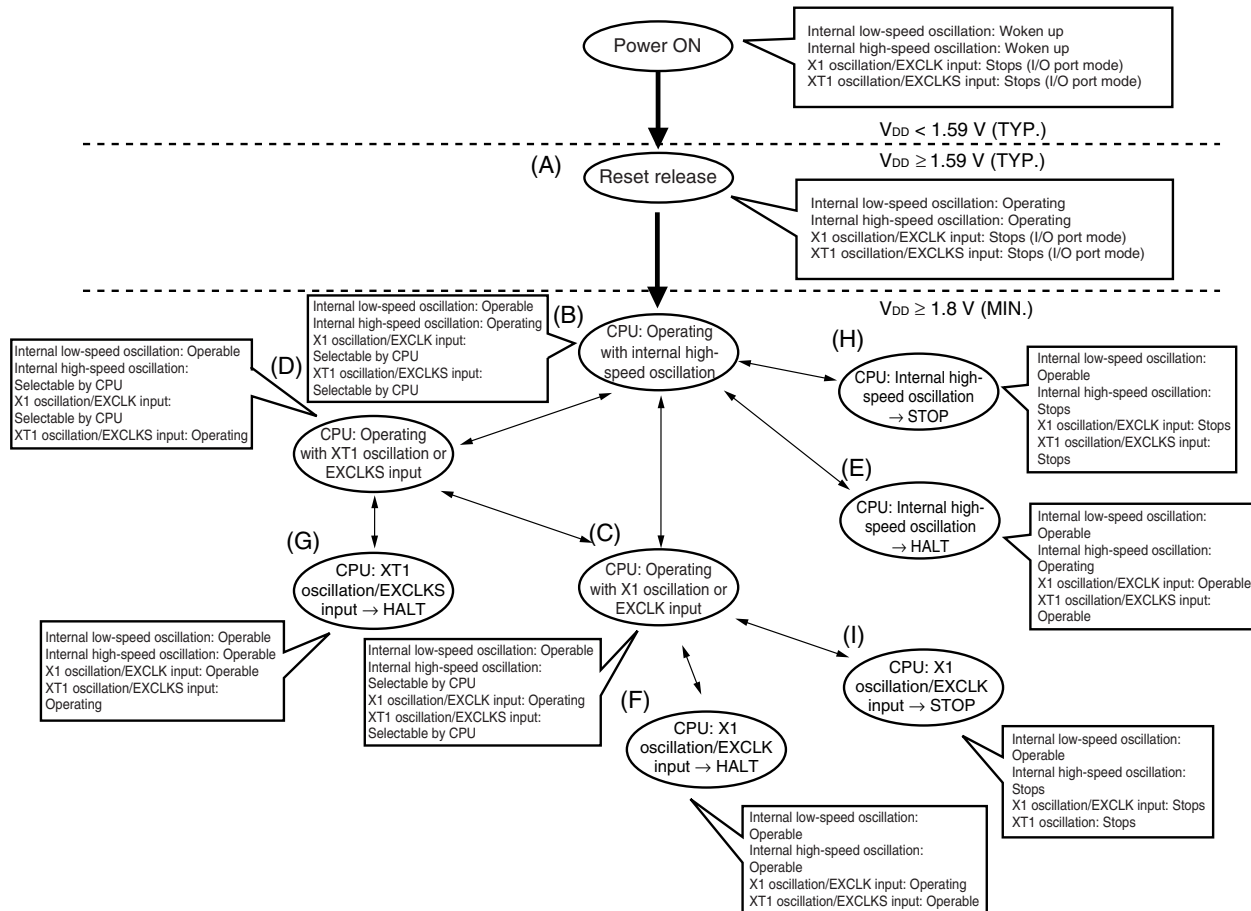 Power ON
Internal low-speed oscillation: Woken up
Internal high-speed oscillation: Woken up
X1 oscillation/EXCLK input: Stops (I/O port mode)
XT1 oscillation/EXCLKS input: Stops (I/O port mode)
VDD < 1.59 V (TYP.)
VDD ≥ 1.59 V (TYP.)
(A)
Reset release
Internal low-speed oscillation: Operating
Internal high-speed oscillation: Operating
X1 oscillation/EXCLK input: Stops (I/O port mode)
XT1 oscillation/EXCLKS input: Stops (I/O port mode)
VDD ≥ 1.8 V (MIN.)
(B)
Internal low-speed oscillation: Operable
Internal high-speed oscillation: Operating
X1 oscillation/EXCLK input:
Selectable by CPU
XT1 oscillation/EXCLKS input:
Selectable by CPU
CPU: Operating
with internal high-
speed oscillation
(D)
Internal low-speed oscillation: Operable
Internal high-speed oscillation:
Selectable by CPU
X1 oscillation/EXCLK input:
Selectable by CPU
XT1 oscillation/EXCLKS input: Operating
CPU: Operating
with XT1 oscillation or
EXCLKS input
(H)
CPU: Internal high-
speed oscillation
→ STOP
Internal low-speed oscillation:
Operable
Internal high-speed oscillation:
Stops
X1 oscillation/EXCLK input: Stops
XT1 oscillation/EXCLKS input:
Stops
(E)
CPU: Internal high-
speed oscillation
→ HALT
Internal low-speed oscillation:
Operable
Internal high-speed oscillation:
Operating
X1 oscillation/EXCLK input: Operable
XT1 oscillation/EXCLKS input:
Operable
(G)
CPU: XT1
oscillation/EXCLKS
input → HALT
Internal low-speed oscillation: Operable
Internal high-speed oscillation: Operable
X1 oscillation/EXCLK input: Operable
XT1 oscillation/EXCLKS input:
Operating
(C)
CPU: Operating
with X1 oscillation or
EXCLK input
Internal low-speed oscillation: Operable
Internal high-speed oscillation:
Selectable by CPU
X1 oscillation/EXCLK input: Operating
XT1 oscillation/EXCLKS input:
Selectable by CPU
(I)
CPU: X1
oscillation/EXCLK
input → STOP
Internal low-speed oscillation:
Operable
Internal high-speed oscillation:
Stops
X1 oscillation/EXCLK input: Stops
XT1 oscillation: Stops
(F)
CPU: X1
oscillation/EXCLK
input → HALT
Internal low-speed oscillation:
Operable
Internal high-speed oscillation:
Operable
X1 oscillation/EXCLK input: Operating
XT1 oscillation/EXCLKS input: Operable